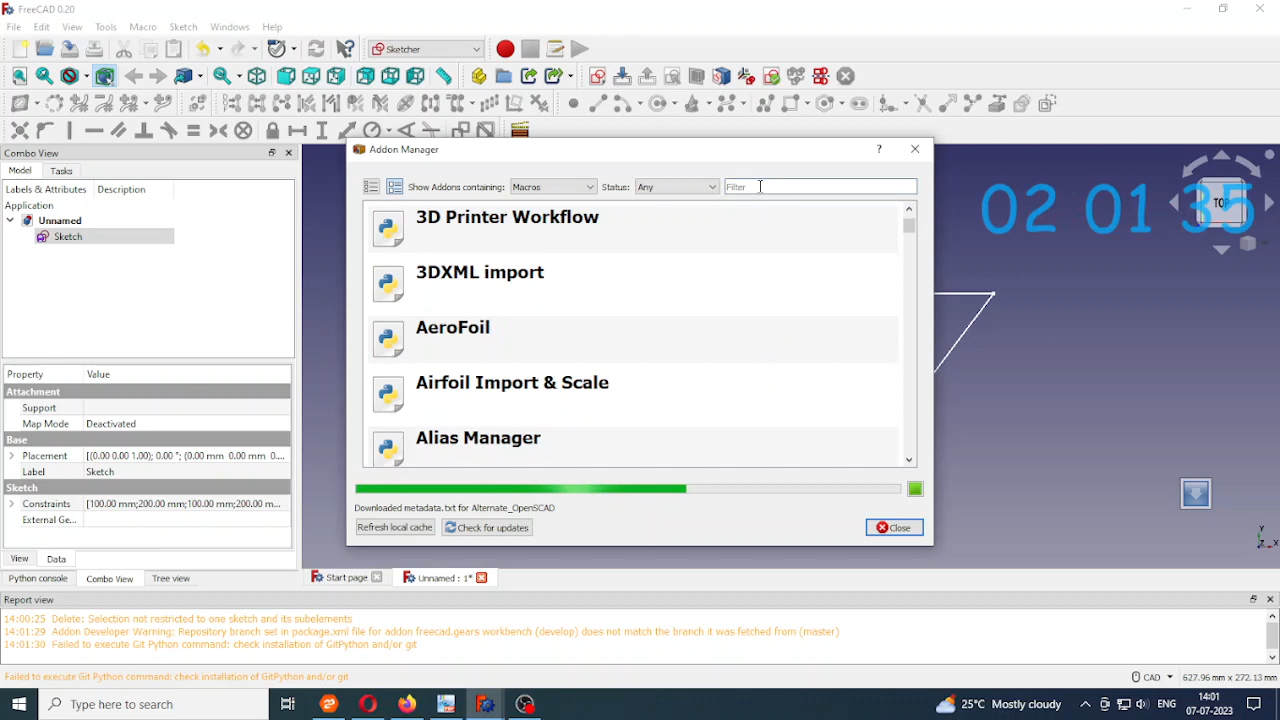 FreeCAD 0.20
File Edit View Tools Macro Sketch Windows Help
Sketcher
Combo View
Model Tasks
Labels & Attributes Description
Application
Unnamed
Sketch
Property Value
Attachment
Support
Map Mode Deactivated
Base
Placement [(0.00 0.00 1.00); 0.00 °; (0.00 mm 0.00 mm 0....
Label Sketch
Sketch
Constraints [100.00 mm;200.00 mm;100.00 mm;200.00 m...
External Ge...
View Data
Python console Combo View Tree view
Addon Manager
? 
Show Addons containing: Macros Status: Any Filter
3D Printer Workflow
3DXML import
AeroFoil
Airfoil Import & Scale
Alias Manager
Downloaded metadata.txt for Alternate_OpenSCAD
Refresh local cache Check for updates Close
02 01 35
TOP
Y
Z X
Start page Unnamed : 1*
Report view
14:00:25 Delete: Selection not restricted to one sketch and its subelements
14:01:29 Addon Developer Warning: Repository branch set in package.xml file for addon freecad.gears workbench (develop) does not match the branch it was fetched from (master)
14:01:30 Failed to execute Git Python command: check installation of GitPython and/or git
Failed to execute Git Python command: check installation of GitPython and/or git
CAD 627.96 mm x 272.13 mm
Type here to search
25°C Mostly cloudy
ENG
14:01
07-07-2023